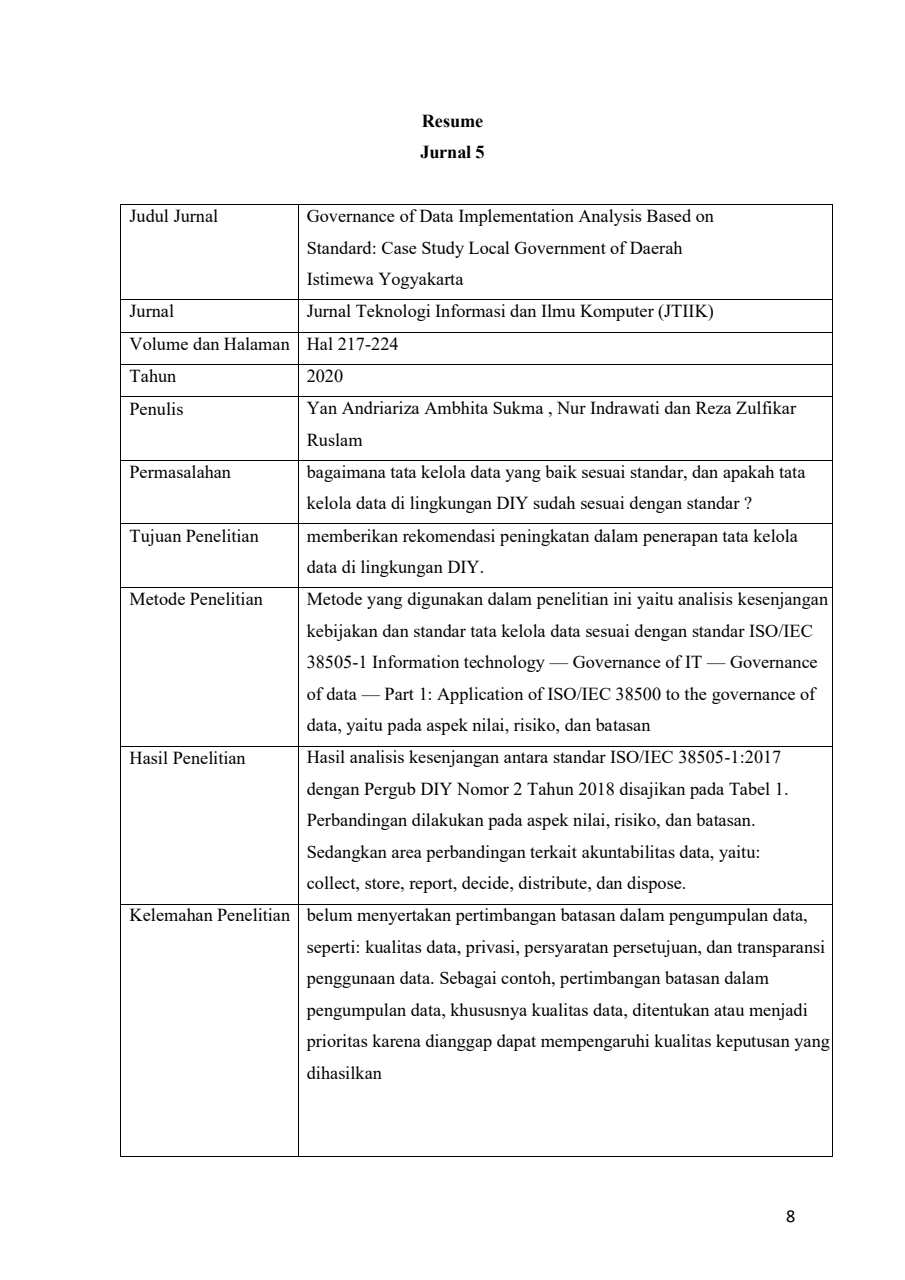 Resume
Jurnal 5
Judul Jurnal
Governance of Data Implementation Analysis Based on
Standard: Case Study Local Government of Daerah
Istimewa Yogyakarta
Jurnal
Jurnal Teknologi Informasi dan Ilmu Komputer (JTIIK)
Volume dan Halaman
Hal 217-224
Tahun
2020
Penulis
Yan Andriariza Ambhita Sukma , Nur Indrawati dan Reza Zulfikar
Ruslam
Permasalahan
bagaimana tata kelola data yang baik sesuai standar, dan apakah tata
kelola data di lingkungan DIY sudah sesuai dengan standar ?
Tujuan Penelitian
memberikan rekomendasi peningkatan dalam penerapan tata kelola
data di lingkungan DIY.
Metode Penelitian
Metode yang digunakan dalam penelitian ini yaitu analisis kesenjangan
kebijakan dan standar tata kelola data sesuai dengan standar ISO/IEC
38505-1 Information technology — Governance of IT — Governance
of data — Part 1: Application of ISO/IEC 38500 to the governance of
data, yaitu pada aspek nilai, risiko, dan batasan
Hasil Penelitian
Hasil analisis kesenjangan antara standar ISO/IEC 38505-1:2017
dengan Pergub DIY Nomor 2 Tahun 2018 disajikan pada Tabel 1.
Perbandingan dilakukan pada aspek nilai, risiko, dan batasan.
Sedangkan area perbandingan terkait akuntabilitas data, yaitu:
collect, store, report, decide, distribute, dan dispose.
Kelemahan Penelitian
belum menyertakan pertimbangan batasan dalam pengumpulan data,
seperti: kualitas data, privasi, persyaratan persetujuan, dan transparansi
penggunaan data. Sebagai contoh, pertimbangan batasan dalam
pengumpulan data, khususnya kualitas data, ditentukan atau menjadi
prioritas karena dianggap dapat mempengaruhi kualitas keputusan yang
dihasilkan
8